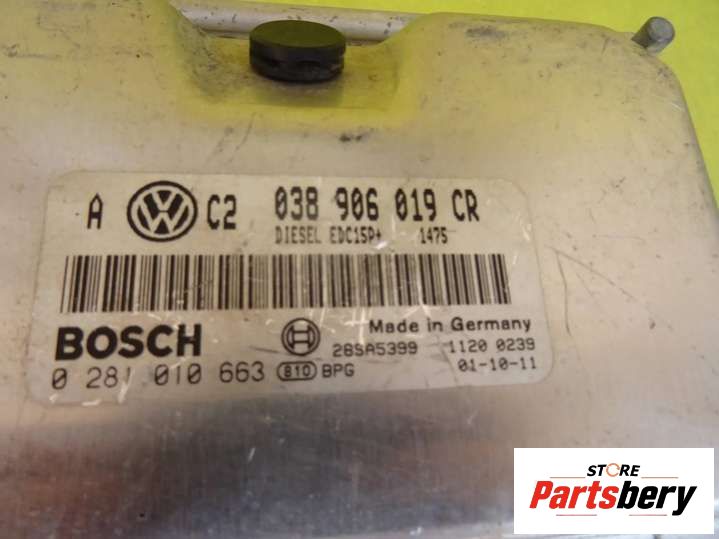 A VW C2 038 906 019 CR
DIESEL EDC15P+ 1475
BOSCH
Made in Germany
28SA5399 1120 0239
0 281 010 663 810 BPG 01-10-11
STORE
Partsbery